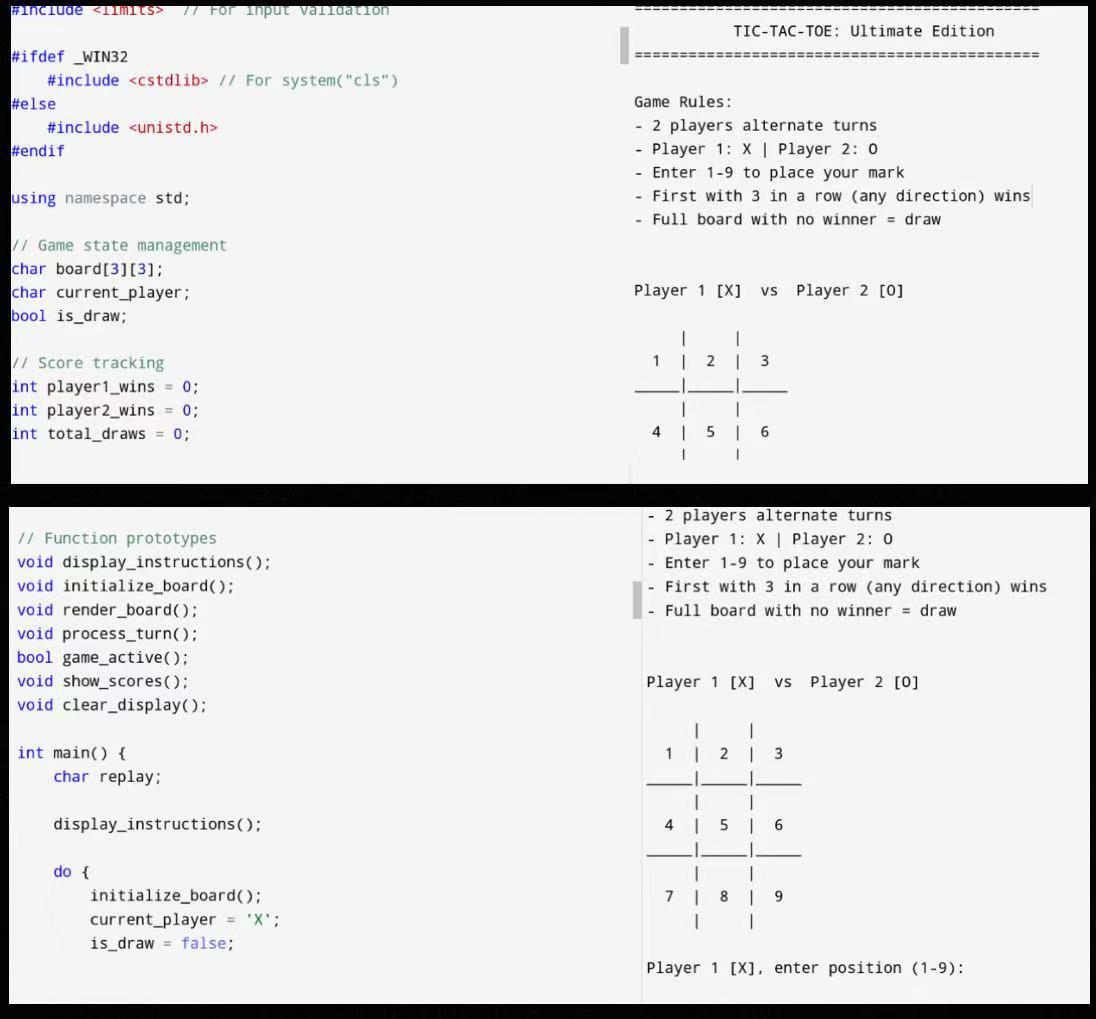 #include <limits>  // For input validation
#ifdef _WIN32
    #include <cstdlib> // For system("cls")
#else
    #include <unistd.h>
#endif
using namespace std;
// Game state management
char board[3][3];
char current_player;
bool is_draw;
// Score tracking
int player1_wins = 0;
int player2_wins = 0;
int total_draws = 0;
=============================================
           TIC-TAC-TOE: Ultimate Edition
=============================================
Game Rules:
- 2 players alternate turns
- Player 1: X | Player 2: O
- Enter 1-9 to place your mark
- First with 3 in a row (any direction) wins
- Full board with no winner = draw
Player 1 [X]  vs  Player 2 [O]
     |     |
  1  |  2  |  3
_____|_____|_____
     |     |
  4  |  5  |  6
     |     |
// Function prototypes
void display_instructions();
void initialize_board();
void render_board();
void process_turn();
bool game_active();
void show_scores();
void clear_display();
int main() {
    char replay;
    display_instructions();
    do {
        initialize_board();
        current_player = 'X';
        is_draw = false;
- 2 players alternate turns
- Player 1: X | Player 2: O
- Enter 1-9 to place your mark
- First with 3 in a row (any direction) wins
- Full board with no winner = draw
Player 1 [X]  vs  Player 2 [O]
     |     |
  1  |  2  |  3
_____|_____|_____
     |     |
  4  |  5  |  6
_____|_____|_____
     |     |
  7  |  8  |  9
     |     |
Player 1 [X], enter position (1-9):